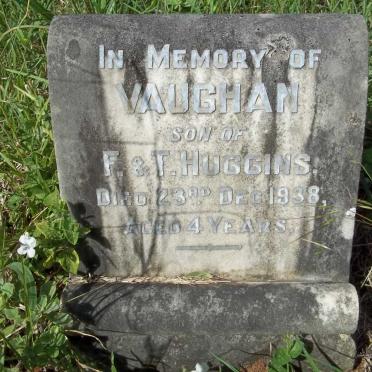 IN MEMORY OF
VAUGHAN
SON OF
F. & T. HUGGINS.
DIED 23RD DEC 1938,
AGED 4 YEARS.